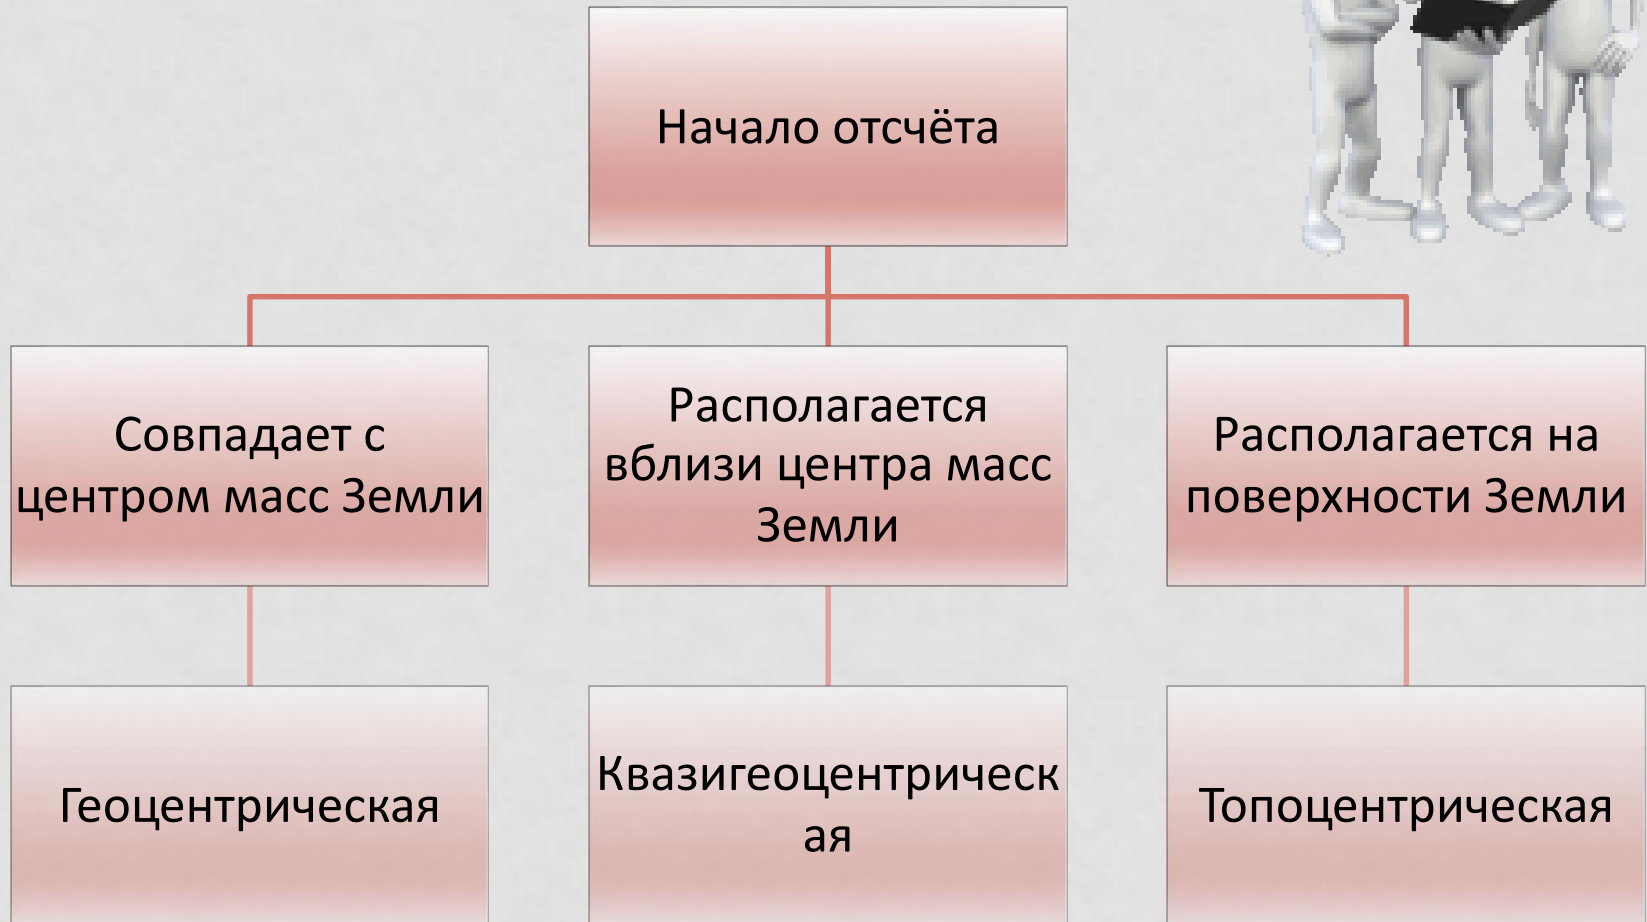 Начало отсчёта
Совпадает с
центром масс Земли
Располагается
вблизи центра масс
Земли
Располагается на
поверхности Земли
Геоцентрическая
Квазигеоцентрическ
ая
Топоцентрическая